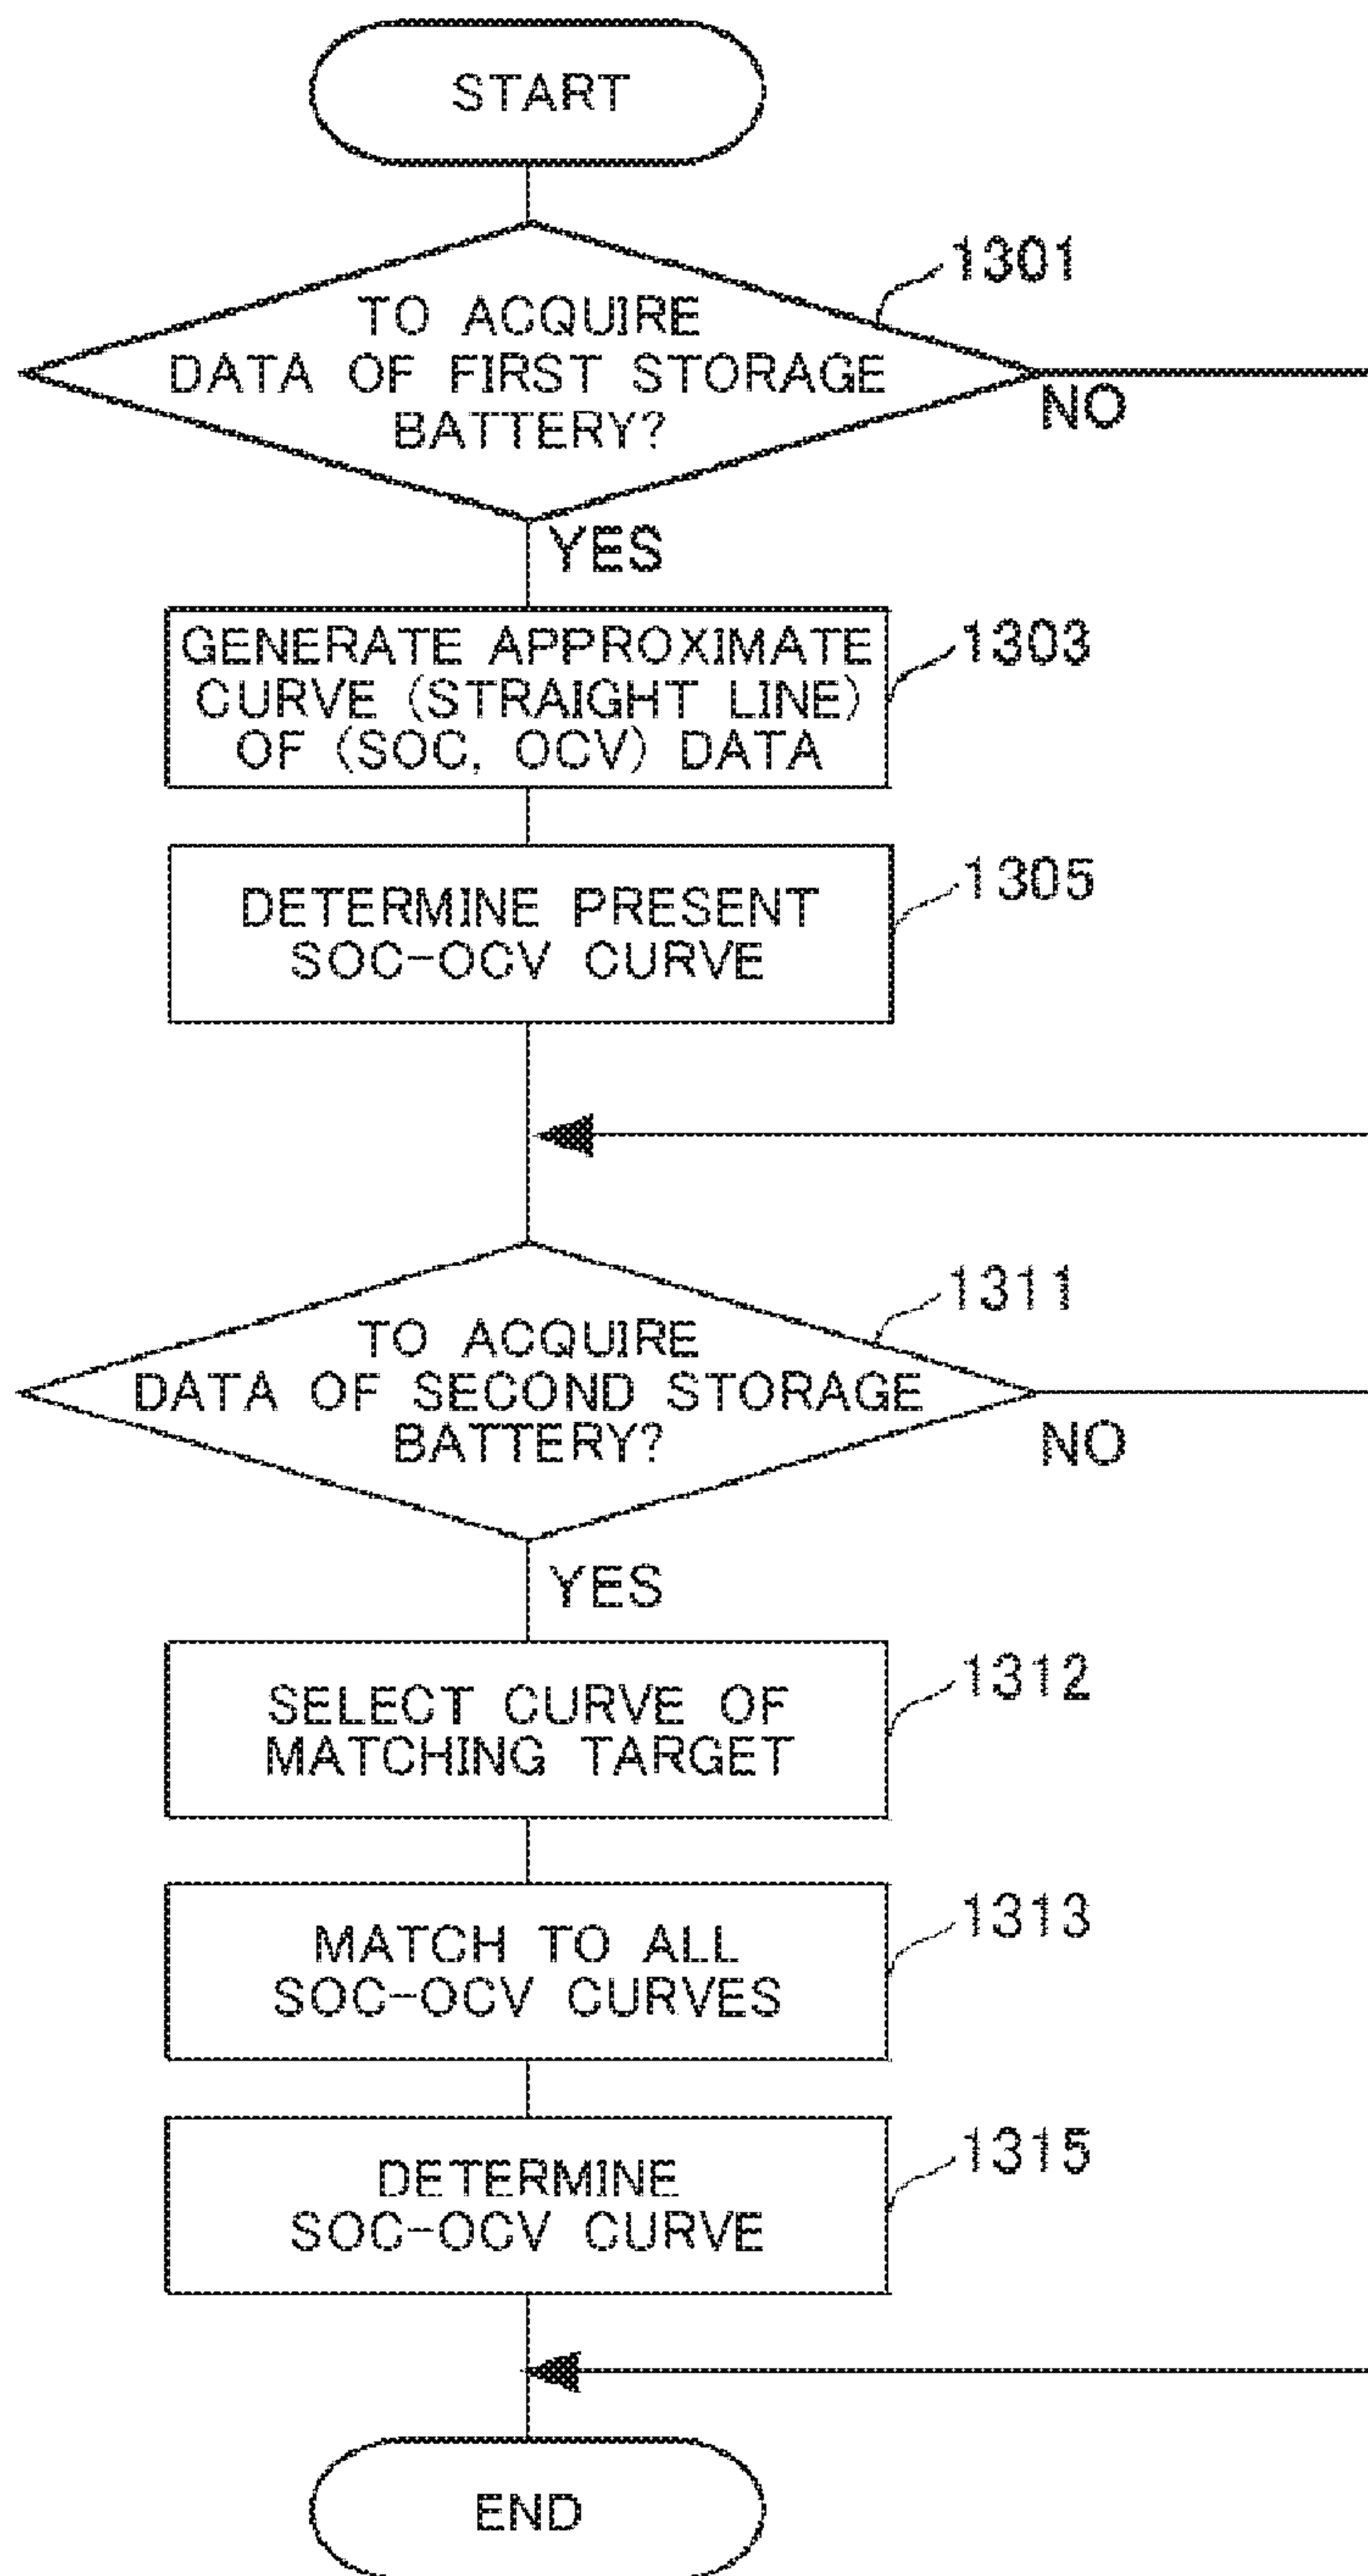 START
1301
TO ACQUIRE
DATA OF FIRST STORAGE
BATTERY?
NO
YES
GENERATE APPROXIMATE
CURVE (STRAIGHT LINE)
OF (SOC, OCV) DATA
1303
DETERMINE PRESENT
SOC-OCV CURVE
1305
1311
TO ACQUIRE
DATA OF SECOND STORAGE
BATTERY?
NO
YES
SELECT CURVE OF
MATCHING TARGET
1312
MATCH TO ALL
SOC-OCV CURVES
1313
DETERMINE
SOC-OCV CURVE
1315
END